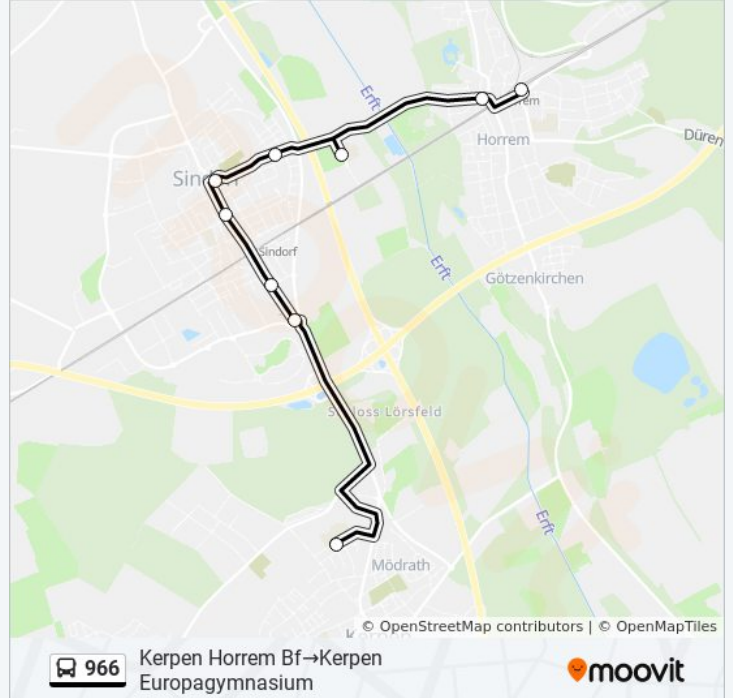 Erft
Horrem
Düren
Sindorf
Erft
Götzenkirchen
Schloss Lörsfeld
Erft
Mödrath
© OpenStreetMap contributors | © OpenMapTiles
966
Kerpen Horrem Bf→Kerpen
Europagymnasium
moovit